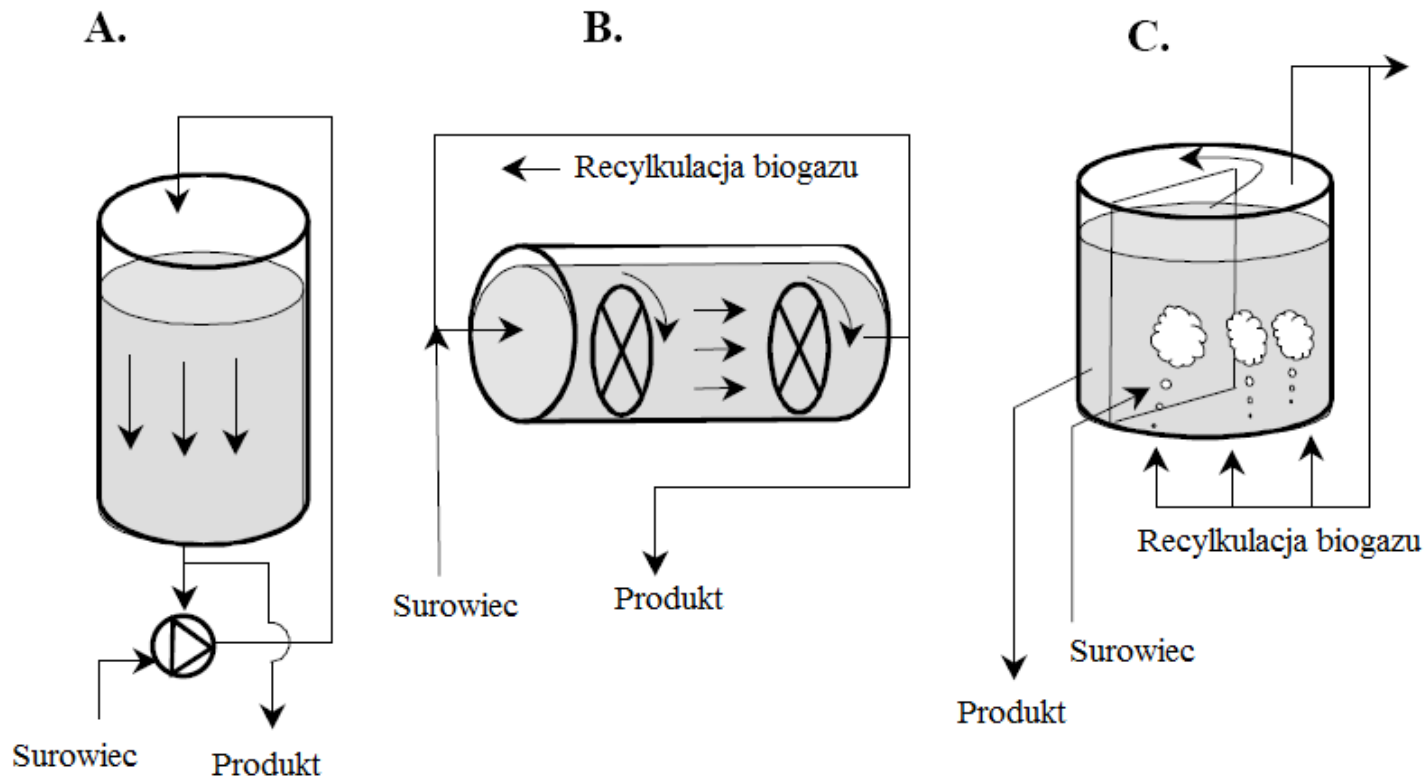 A.
B.
C.
Recylkulacja biogazu
Surowiec
Produkt
Surowiec
Produkt
Recylkulacja biogazu
Surowiec
Produkt